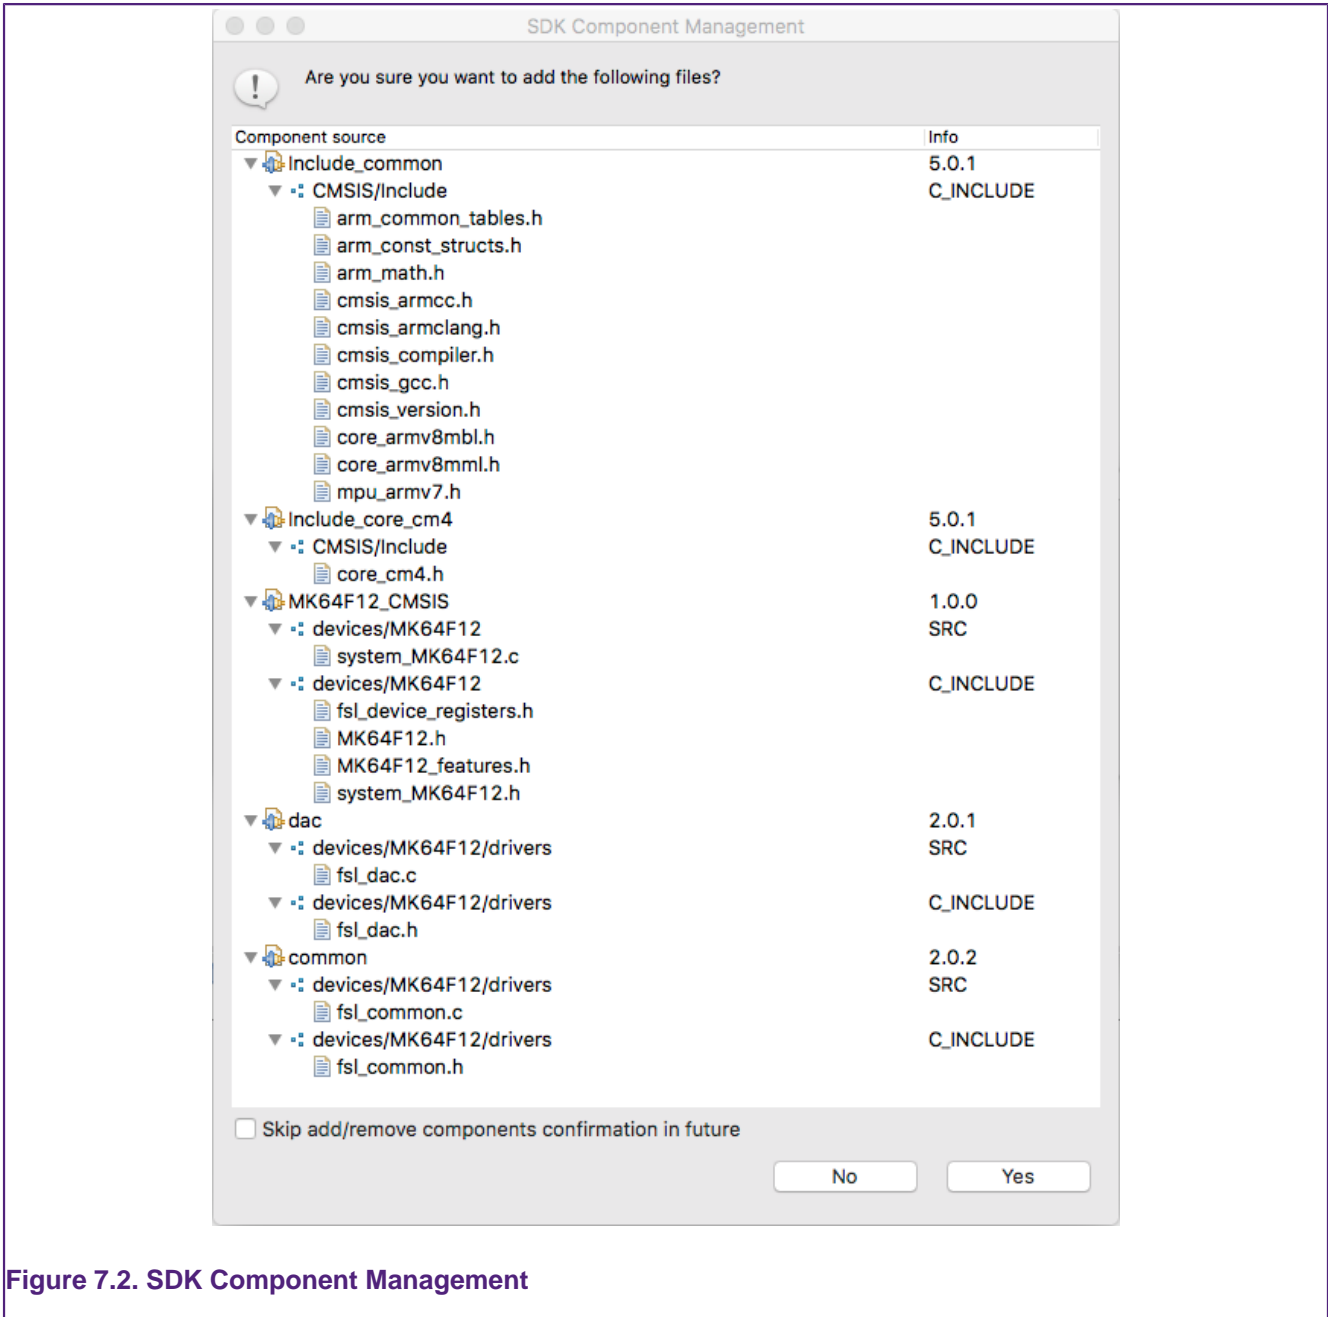 SDK Component Management
Are you sure you want to add the following files?
Component source Info
Include_common 5.0.1
CMSIS/Include C_INCLUDE
arm_common_tables.h
arm_const_structs.h
arm_math.h
cmsis_armcc.h
cmsis_armclang.h
cmsis_compiler.h
cmsis_gcc.h
cmsis_version.h
core_armv8mbl.h
core_armv8mml.h
mpu_armv7.h
Include_core_cm4 5.0.1
CMSIS/Include C_INCLUDE
core_cm4.h
MK64F12_CMSIS 1.0.0
devices/MK64F12 SRC
system_MK64F12.c
devices/MK64F12 C_INCLUDE
fsl_device_registers.h
MK64F12.h
MK64F12_features.h
system_MK64F12.h
dac 2.0.1
devices/MK64F12/drivers SRC
fsl_dac.c
devices/MK64F12/drivers C_INCLUDE
fsl_dac.h
common 2.0.2
devices/MK64F12/drivers SRC
fsl_common.c
devices/MK64F12/drivers C_INCLUDE
fsl_common.h
Skip add/remove components confirmation in future
No Yes
Figure 7.2. SDK Component Management